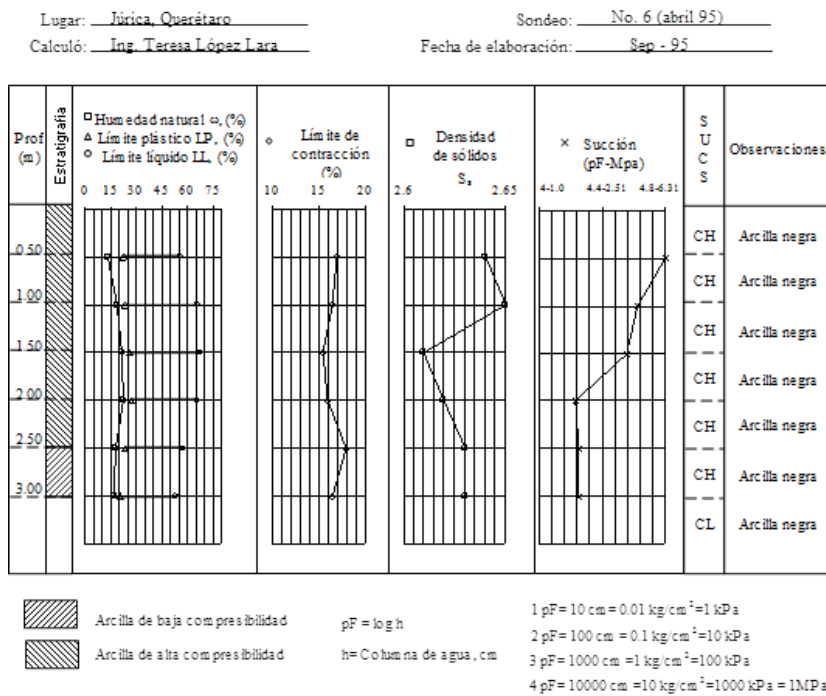 Lugar: Júrica, Querétaro
Sondeo: No. 6 (abril 95)
Calculó: Ing. Teresa López Lara
Fecha de elaboración: Sep - 95
Prof (m)
Estratigrafía
Humedad natural ω, (%)
Límite plástico LP, (%)
Límite líquido LL, (%)
0 15 30 45 60 75
Límite de contracción (%)
10 15 20
Densidad de sólidos
Ss
2.6 2.65
Succión (pF-Mpa)
4-1.0 4.4-2.51 4.8-6.31
SUCS
Observaciones
CH Arcilla negra
0.50
CH Arcilla negra
1.00
CH Arcilla negra
1.50
CH Arcilla negra
2.00
CH Arcilla negra
2.50
CH Arcilla negra
3.00
CL Arcilla negra
Arcilla de baja compresibilidad
Arcilla de alta compresibilidad
pF = log h
h= Columna de agua, cm
1 pF= 10 cm = 0.01 kg/cm²=1 kPa
2 pF= 100 cm = 0.1 kg/cm²=10 kPa
3 pF= 1000 cm =1 kg/cm²=100 kPa
4 pF= 10000 cm =10 kg/cm²=1000 kPa = 1MPa